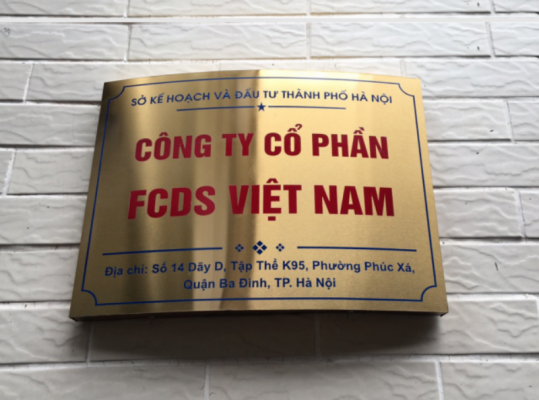 SỞ KẾ HOẠCH VÀ ĐẦU TƯ THÀNH PHỐ HÀ NỘI
CÔNG TY CỔ PHẦN
FCDS VIỆT NAM
Địa chỉ: Số 14 Dãy D, Tập Thể K95, Phường Phúc Xá,
Quận Ba Đình, TP. Hà Nội